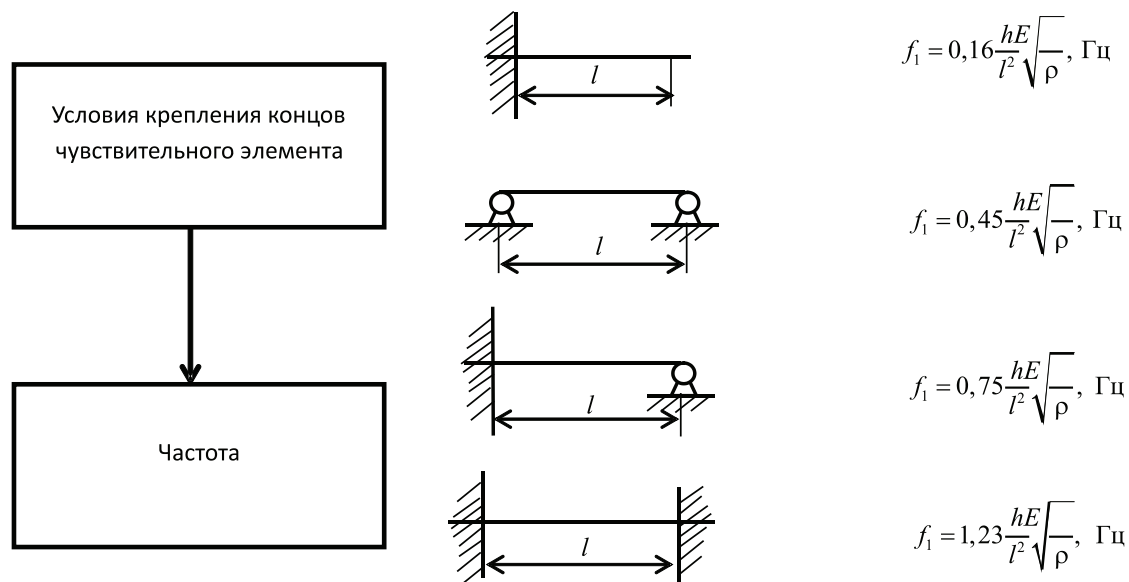 Условия крепления концов
чувствительного элемента
Частота
l
f₁ = 0,16 hE/l² √ /ρ, Гц
l
f₁ = 0,45 hE/l² √ /ρ, Гц
l
f₁ = 0,75 hE/l² √ /ρ, Гц
l
f₁ = 1,23 hE/l² √ /ρ, Гц